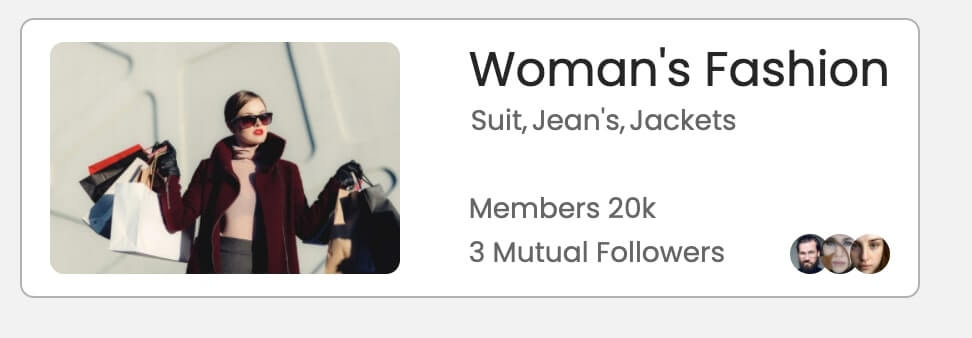 Woman's Fashion
Suit, Jean's, Jackets
Members 20k
3 Mutual Followers